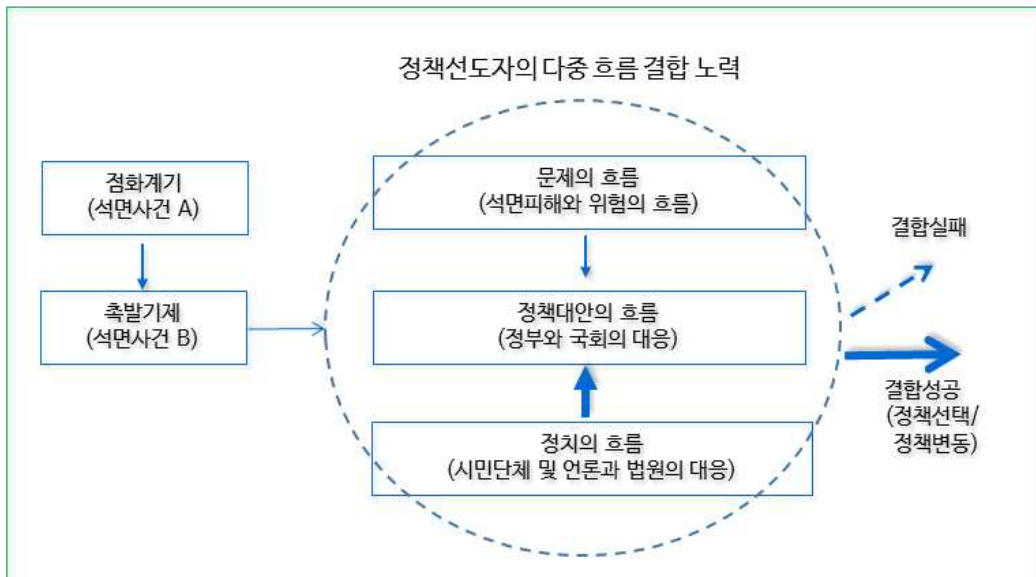 정책선도자의 다중 흐름 결합 노력
점화계기
(석면사건 A)
촉발기제
(석면사건 B)
문제의 흐름
(석면피해와 위험의 흐름)
정책대안의 흐름
(정부와 국회의 대응)
정치의 흐름
(시민단체 및 언론과 법원의 대응)
결합실패
결합성공
(정책선택/
정책변동)